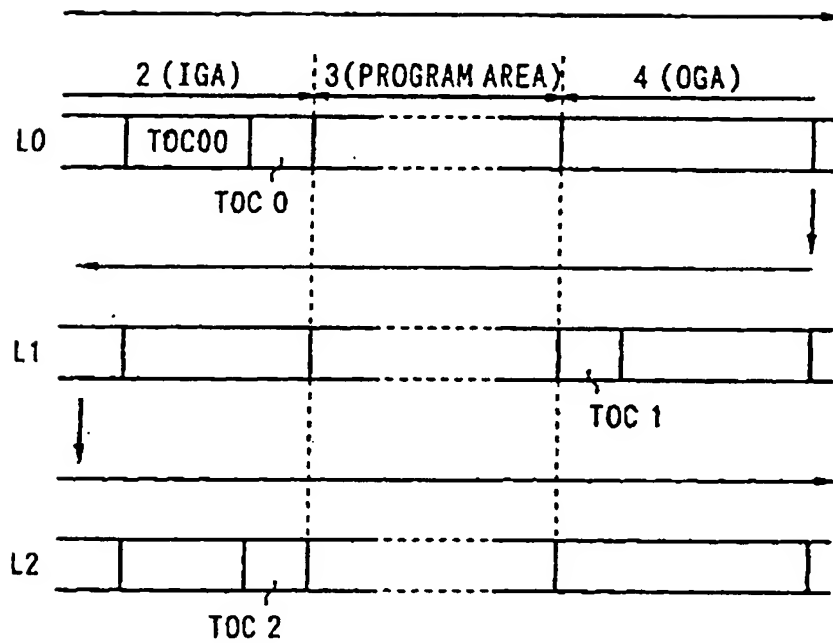 2 (IGA) 3(PROGRAM AREA) 4 (OGA)
L0 TOC00
TOC 0
L1
TOC 1
L2
TOC 2